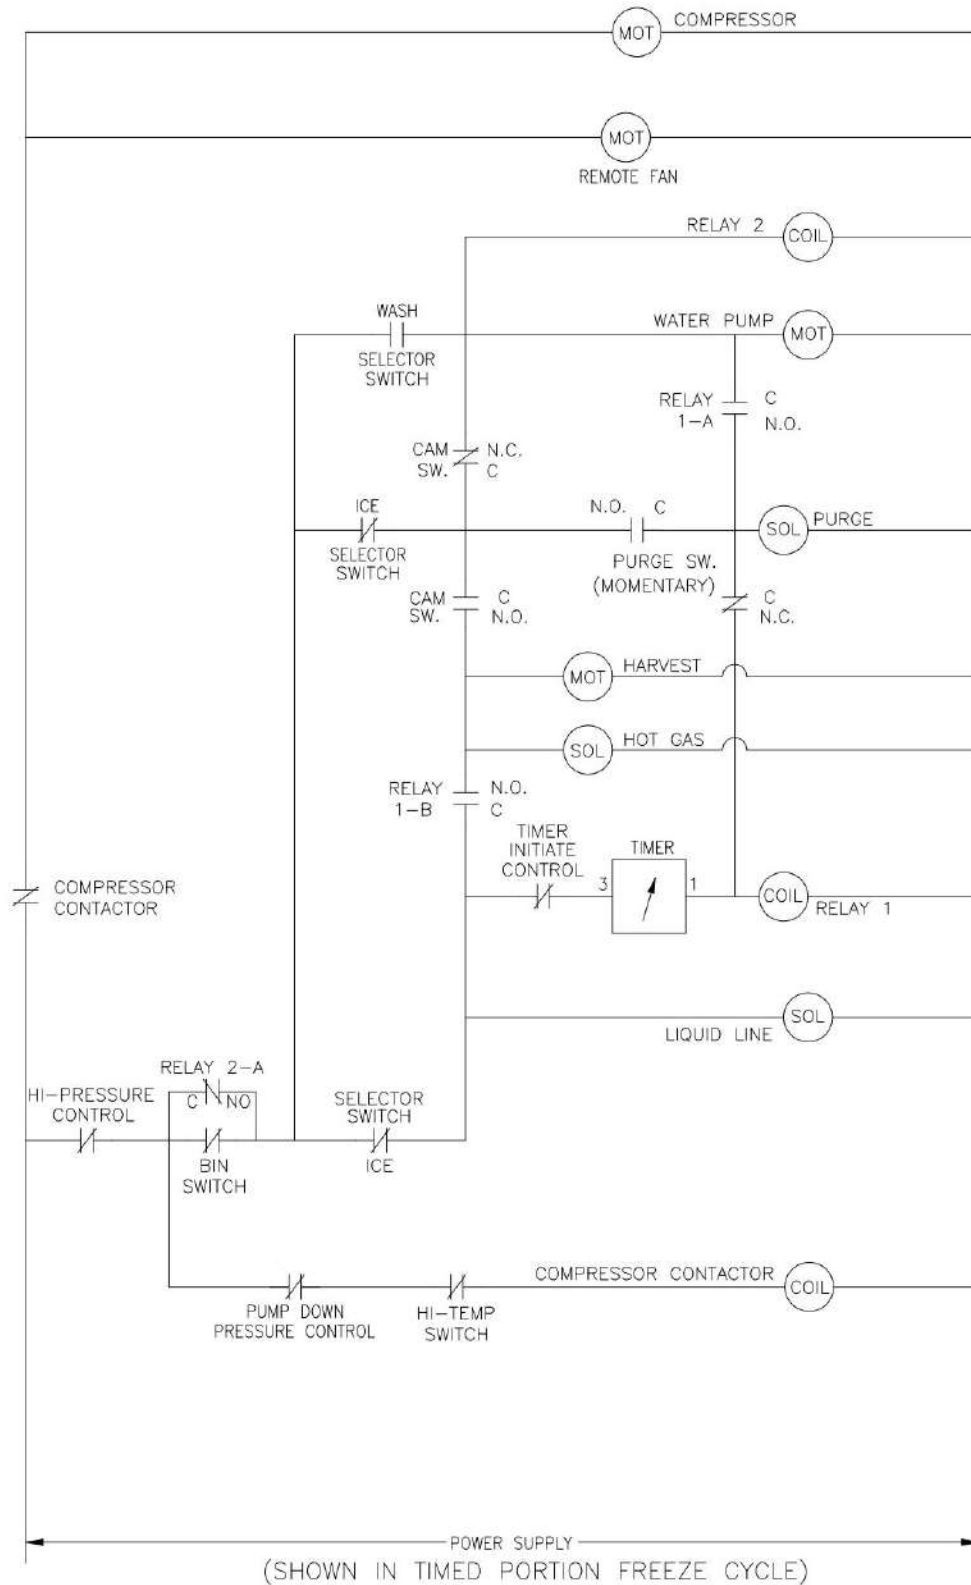 MOT COMPRESSOR
MOT
REMOTE FAN
RELAY 2 COIL
WASH
SELECTOR
SWITCH
WATER PUMP MOT
RELAY
1-A
C
N.O.
CAM
SW.
N.C.
C
ICE
SELECTOR
SWITCH
N.O. C
PURGE SW.
(MOMENTARY)
SOL PURGE
CAM
SW.
C
N.O.
C
N.C.
MOT HARVEST
SOL HOT GAS
RELAY
1-B
N.O.
C
TIMER
INITIATE
CONTROL
3
TIMER
1
COIL RELAY 1
COMPRESSOR
CONTACTOR
LIQUID LINE SOL
RELAY 2-A
C NO
HI-PRESSURE
CONTROL
BIN
SWITCH
SELECTOR
SWITCH
ICE
PUMP DOWN
PRESSURE CONTROL
HI-TEMP
SWITCH
COMPRESSOR CONTACTOR COIL
POWER SUPPLY
(SHOWN IN TIMED PORTION FREEZE CYCLE)